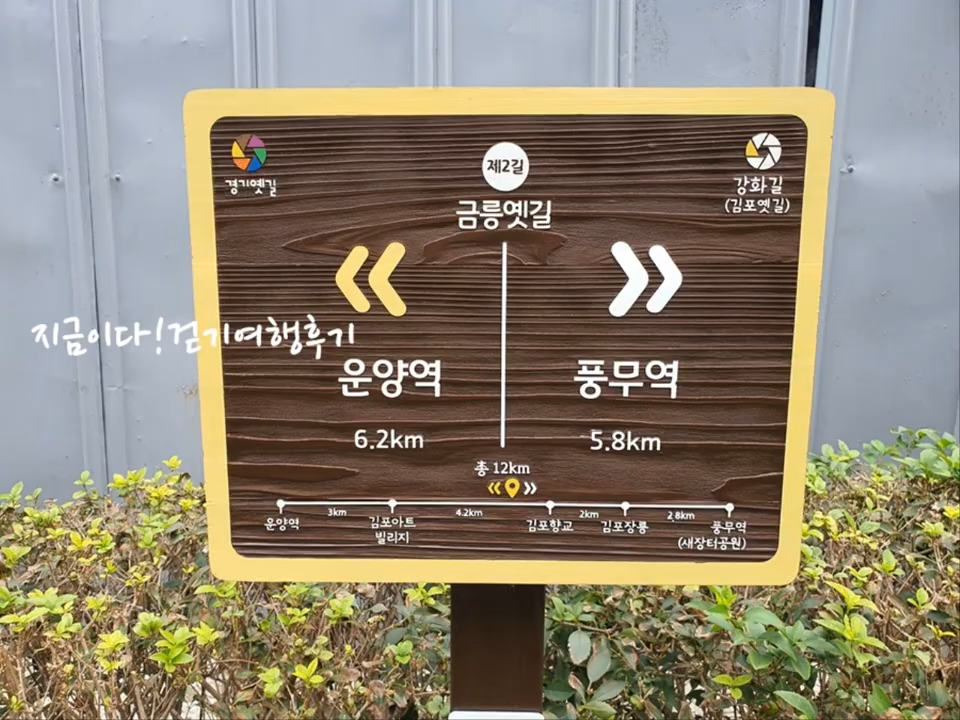 경기옛길
제2길
금릉옛길
강화길
(김포옛길)
지금이다!걷기여행후기
운양역
6.2km
풍무역
5.8km
총 12km
3km
4.2km
2km
2.8km
운양역
김포아트
빌리지
김포향교
김포장릉
풍무역
(새장터공원)